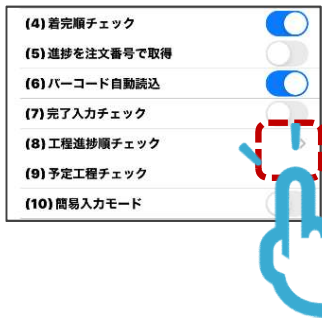 (4) 着完順チェック
(5) 進捗を注文番号で取得
(6) バーコード自動読込
(7) 完了入力チェック
(8) 工程進捗順チェック
(9) 予定工程チェック
(10) 簡易入力モード